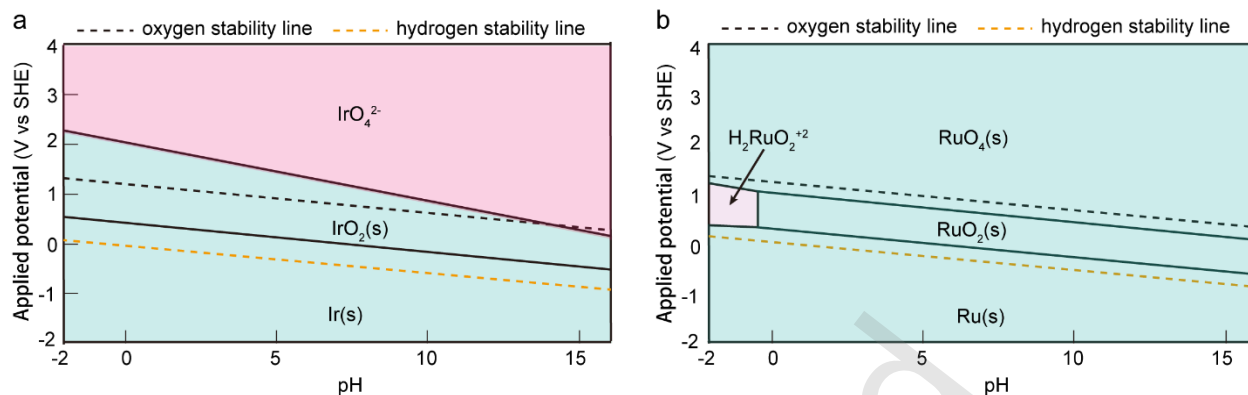 a
oxygen stability line
hydrogen stability line
Applied potential (V vs SHE)
4
3
2
1
0
-1
-2
IrO₄²⁻
IrO₂(s)
Ir(s)
-2
0
5
10
15
pH
b
oxygen stability line
hydrogen stability line
Applied potential (V vs SHE)
4
3
2
1
0
-1
-2
H₂RuO₂⁺²
RuO₄(s)
RuO₂(s)
Ru(s)
-2
0
5
10
15
pH